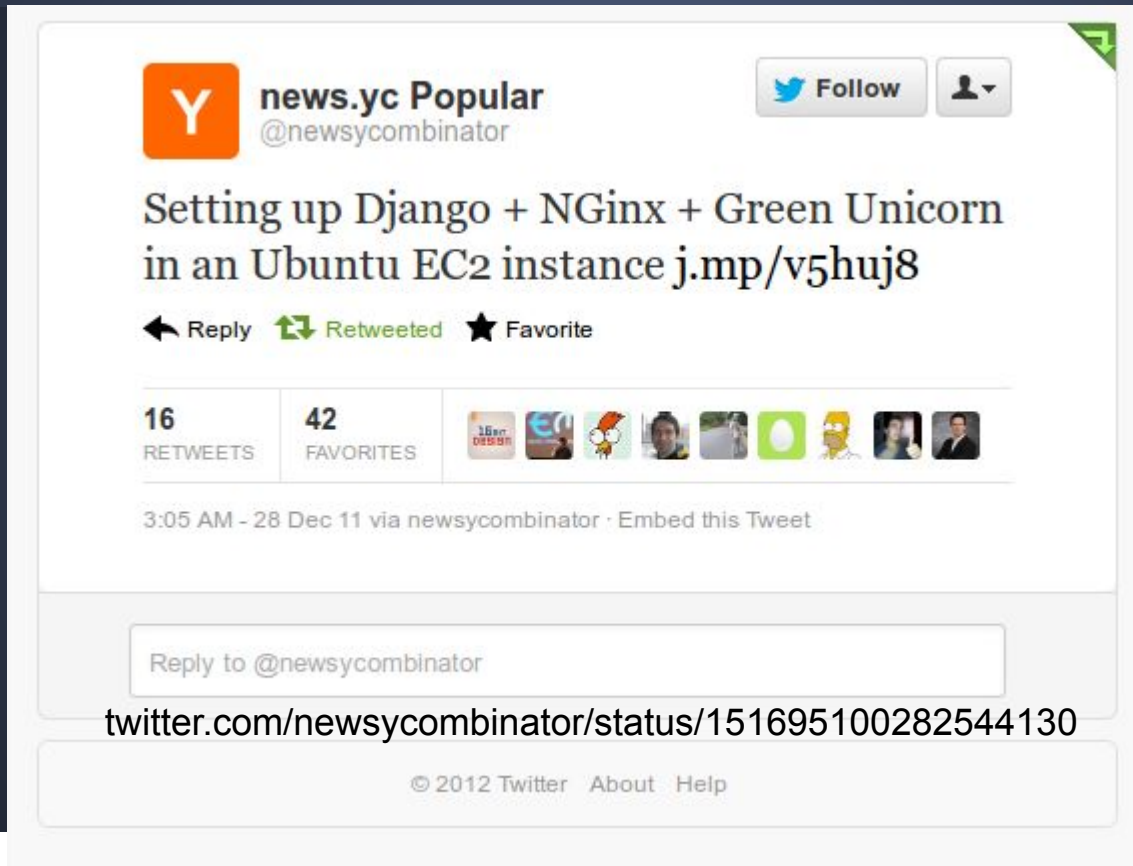 Y
news.yc Popular
@newsycombinator
Follow
Setting up Django + NGinx + Green Unicorn
in an Ubuntu EC2 instance j.mp/v5huj8
Reply Retweeted Favorite
16 42
RETWEETS FAVORITES
16BIT
DESIGN
3:05 AM - 28 Dec 11 via newsycombinator · Embed this Tweet
Reply to @newsycombinator
twitter.com/newsycombinator/status/151695100282544130
© 2012 Twitter About Help